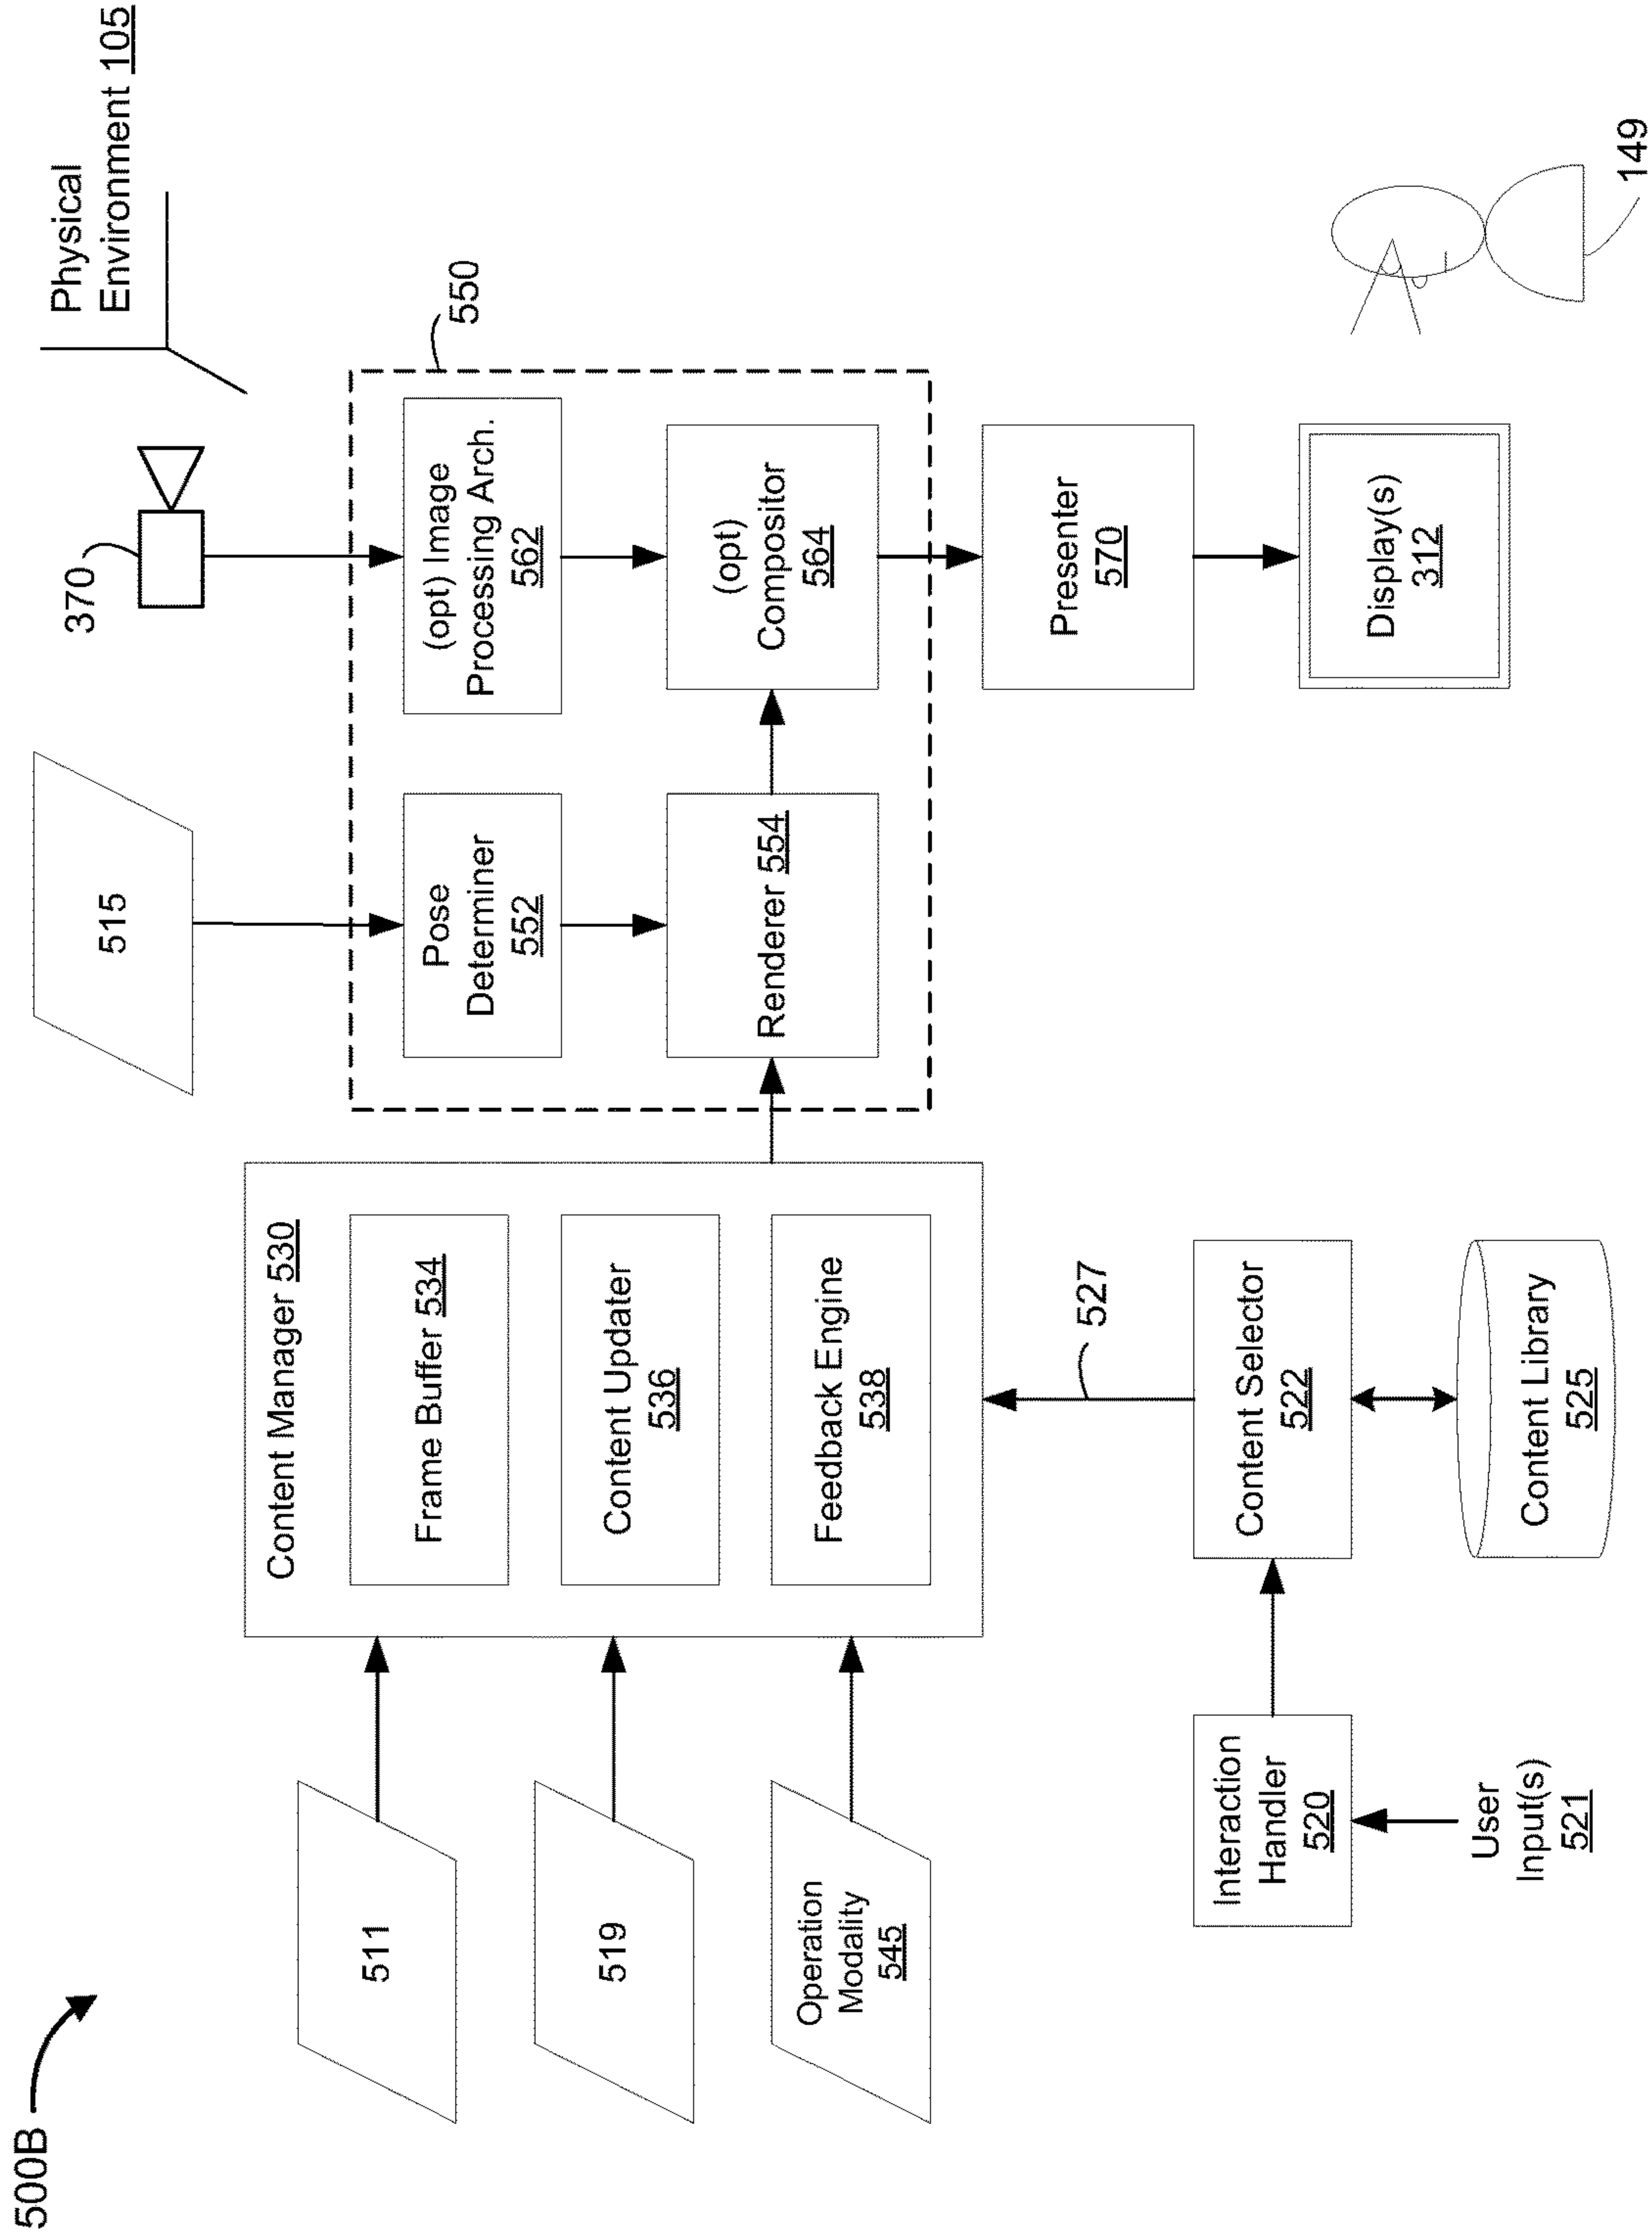 500B
Physical
Environment 105
370
515
550
(opt) Image
Processing Arch.
562
Pose
Determiner
552
(opt)
Compositor
564
Renderer 554
Presenter
570
Display(s)
312
149
Content Manager 530
Frame Buffer 534
Content Updater
536
Feedback Engine
538
511
519
Operation
Modality
545
527
Content Selector
522
Content Library
525
Interaction
Handler
520
User
Input(s)
521